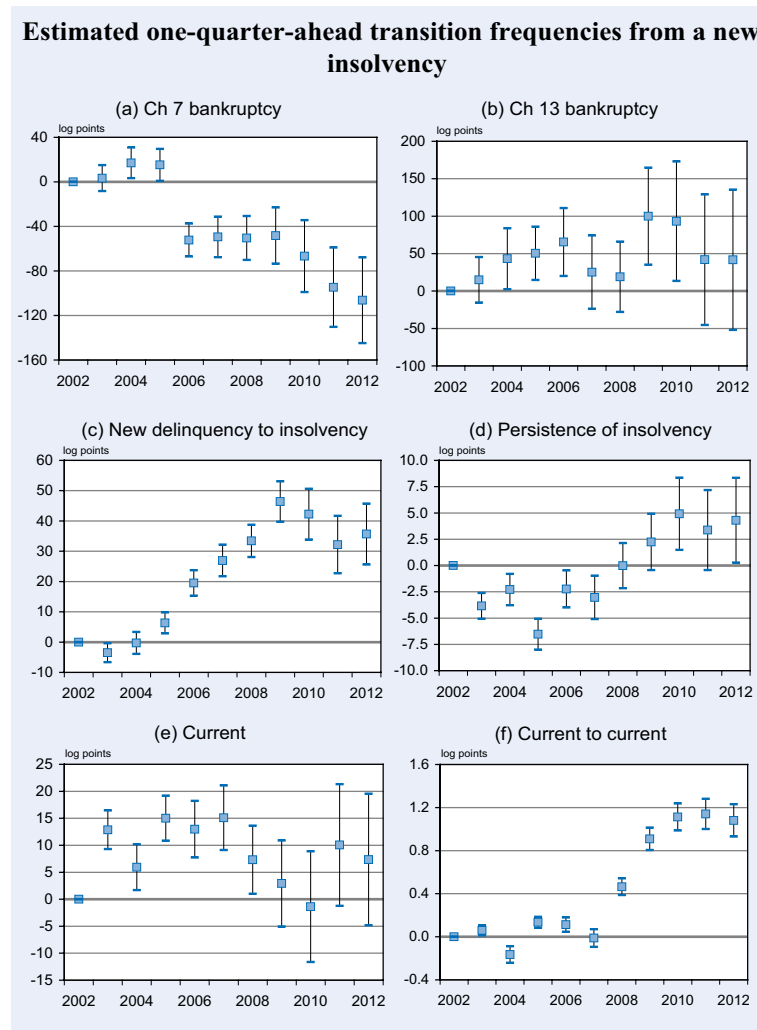 Estimated one-quarter-ahead transition frequencies from a new
insolvency
(a) Ch 7 bankruptcy
log points
40
0
-40
-80
-120
-160
2002 2004 2006 2008 2010 2012
(b) Ch 13 bankruptcy
log points
200
150
100
50
0
-50
-100
2002 2004 2006 2008 2010 2012
(c) New delinquency to insolvency
log points
60
50
40
30
20
10
0
-10
2002 2004 2006 2008 2010 2012
(d) Persistence of insolvency
log points
10.0
7.5
5.0
2.5
0.0
-2.5
-5.0
-7.5
-10.0
2002 2004 2006 2008 2010 2012
(e) Current
log points
25
20
15
10
5
0
-5
-10
-15
2002 2004 2006 2008 2010 2012
(f) Current to current
log points
1.6
1.2
0.8
0.4
0.0
-0.4
2002 2004 2006 2008 2010 2012